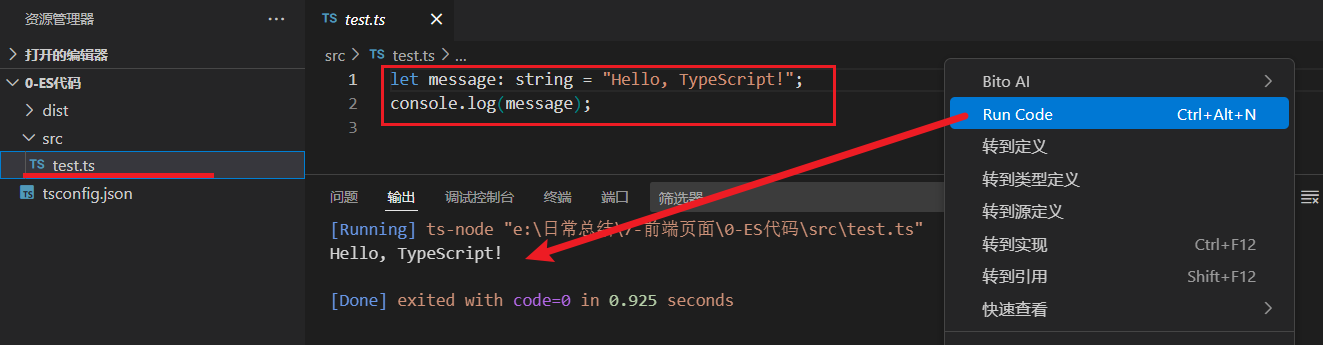 资源管理器 ···
打开的编辑器
0-ES代码
dist
src
TS test.ts
TS tsconfig.json
TS test.ts
src > TS test.ts > ...
1 let message: string = "Hello, TypeScript!";
2 console.log(message);
3
问题 输出 调试控制台 终端 端口 筛选器
[Running] ts-node "e:\日常总结\7-前端页面\0-ES代码\src\test.ts"
Hello, TypeScript!
[Done] exited with code=0 in 0.925 seconds
Bito AI
Run Code Ctrl+Alt+N
转到定义
转到类型定义
转到源定义
转到实现 Ctrl+F12
转到引用 Shift+F12
快速查看